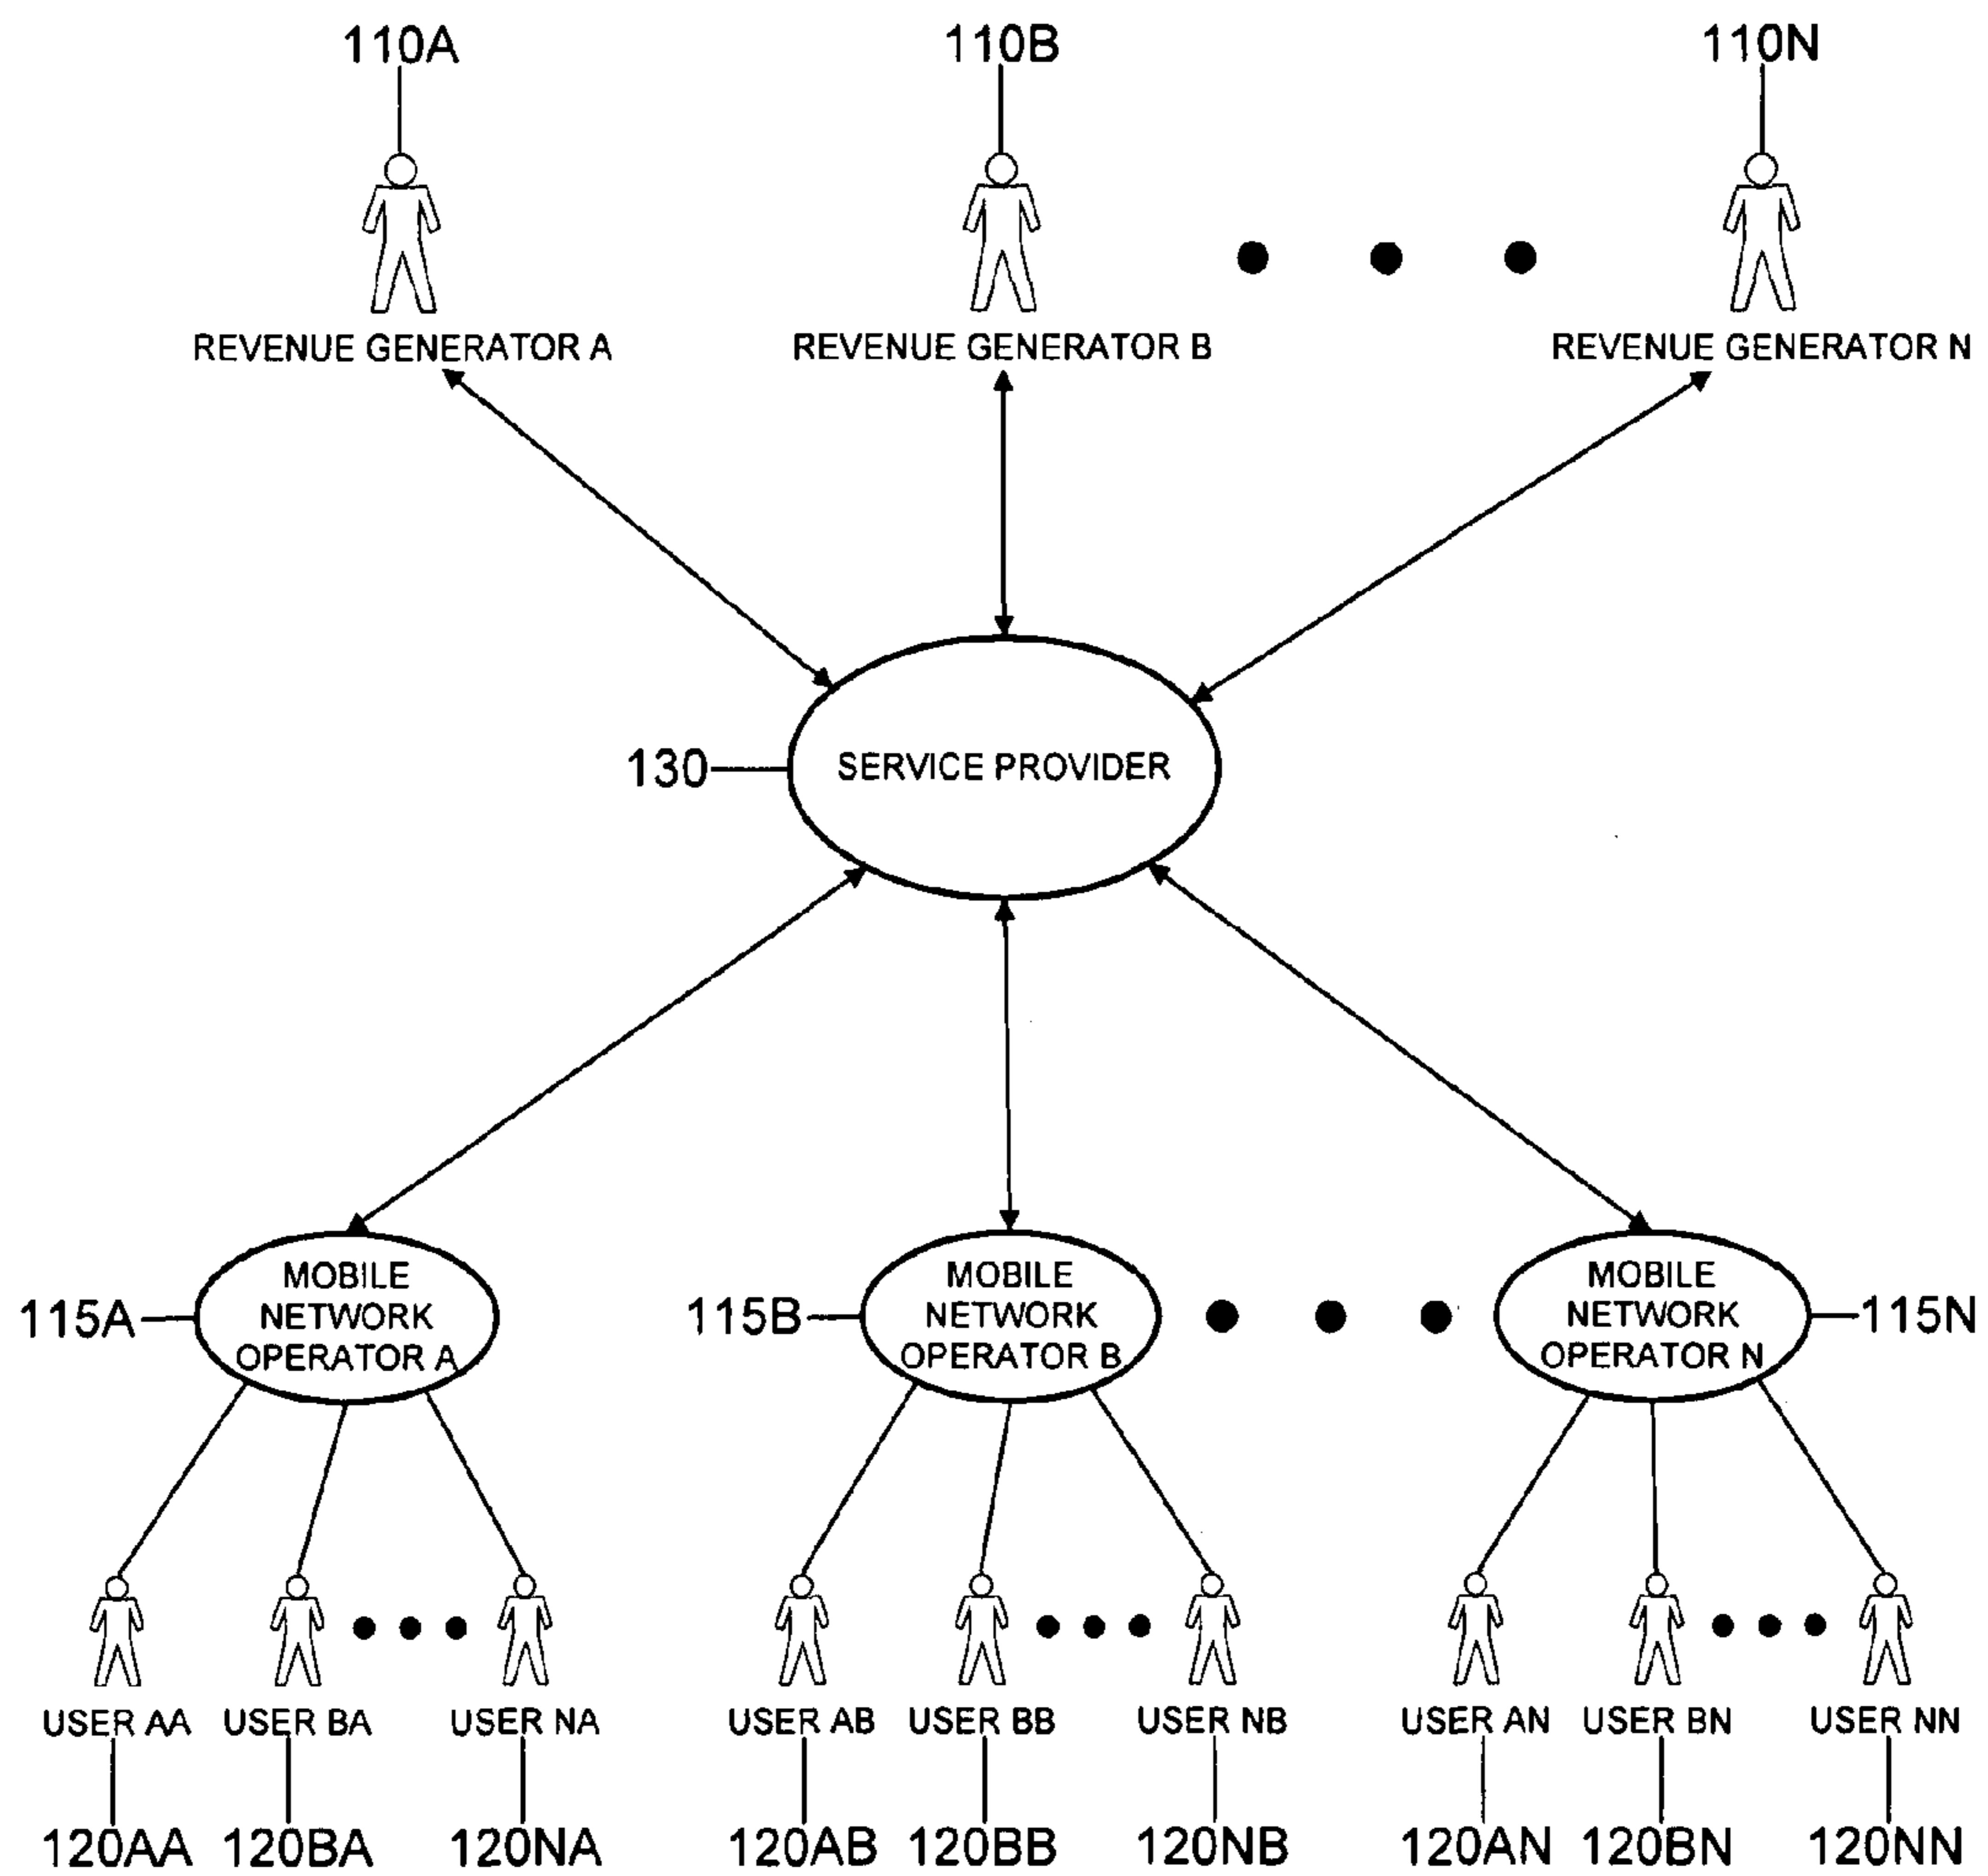 110A
110B
110N
REVENUE GENERATOR A
REVENUE GENERATOR B
REVENUE GENERATOR N
130
SERVICE PROVIDER
115A
MOBILE
NETWORK
OPERATOR A
115B
MOBILE
NETWORK
OPERATOR B
MOBILE
NETWORK
OPERATOR N
115N
USER AA
USER BA
USER NA
USER AB
USER BB
USER NB
USER AN
USER BN
USER NN
120AA
120BA
120NA
120AB
120BB
120NB
120AN
120BN
120NN